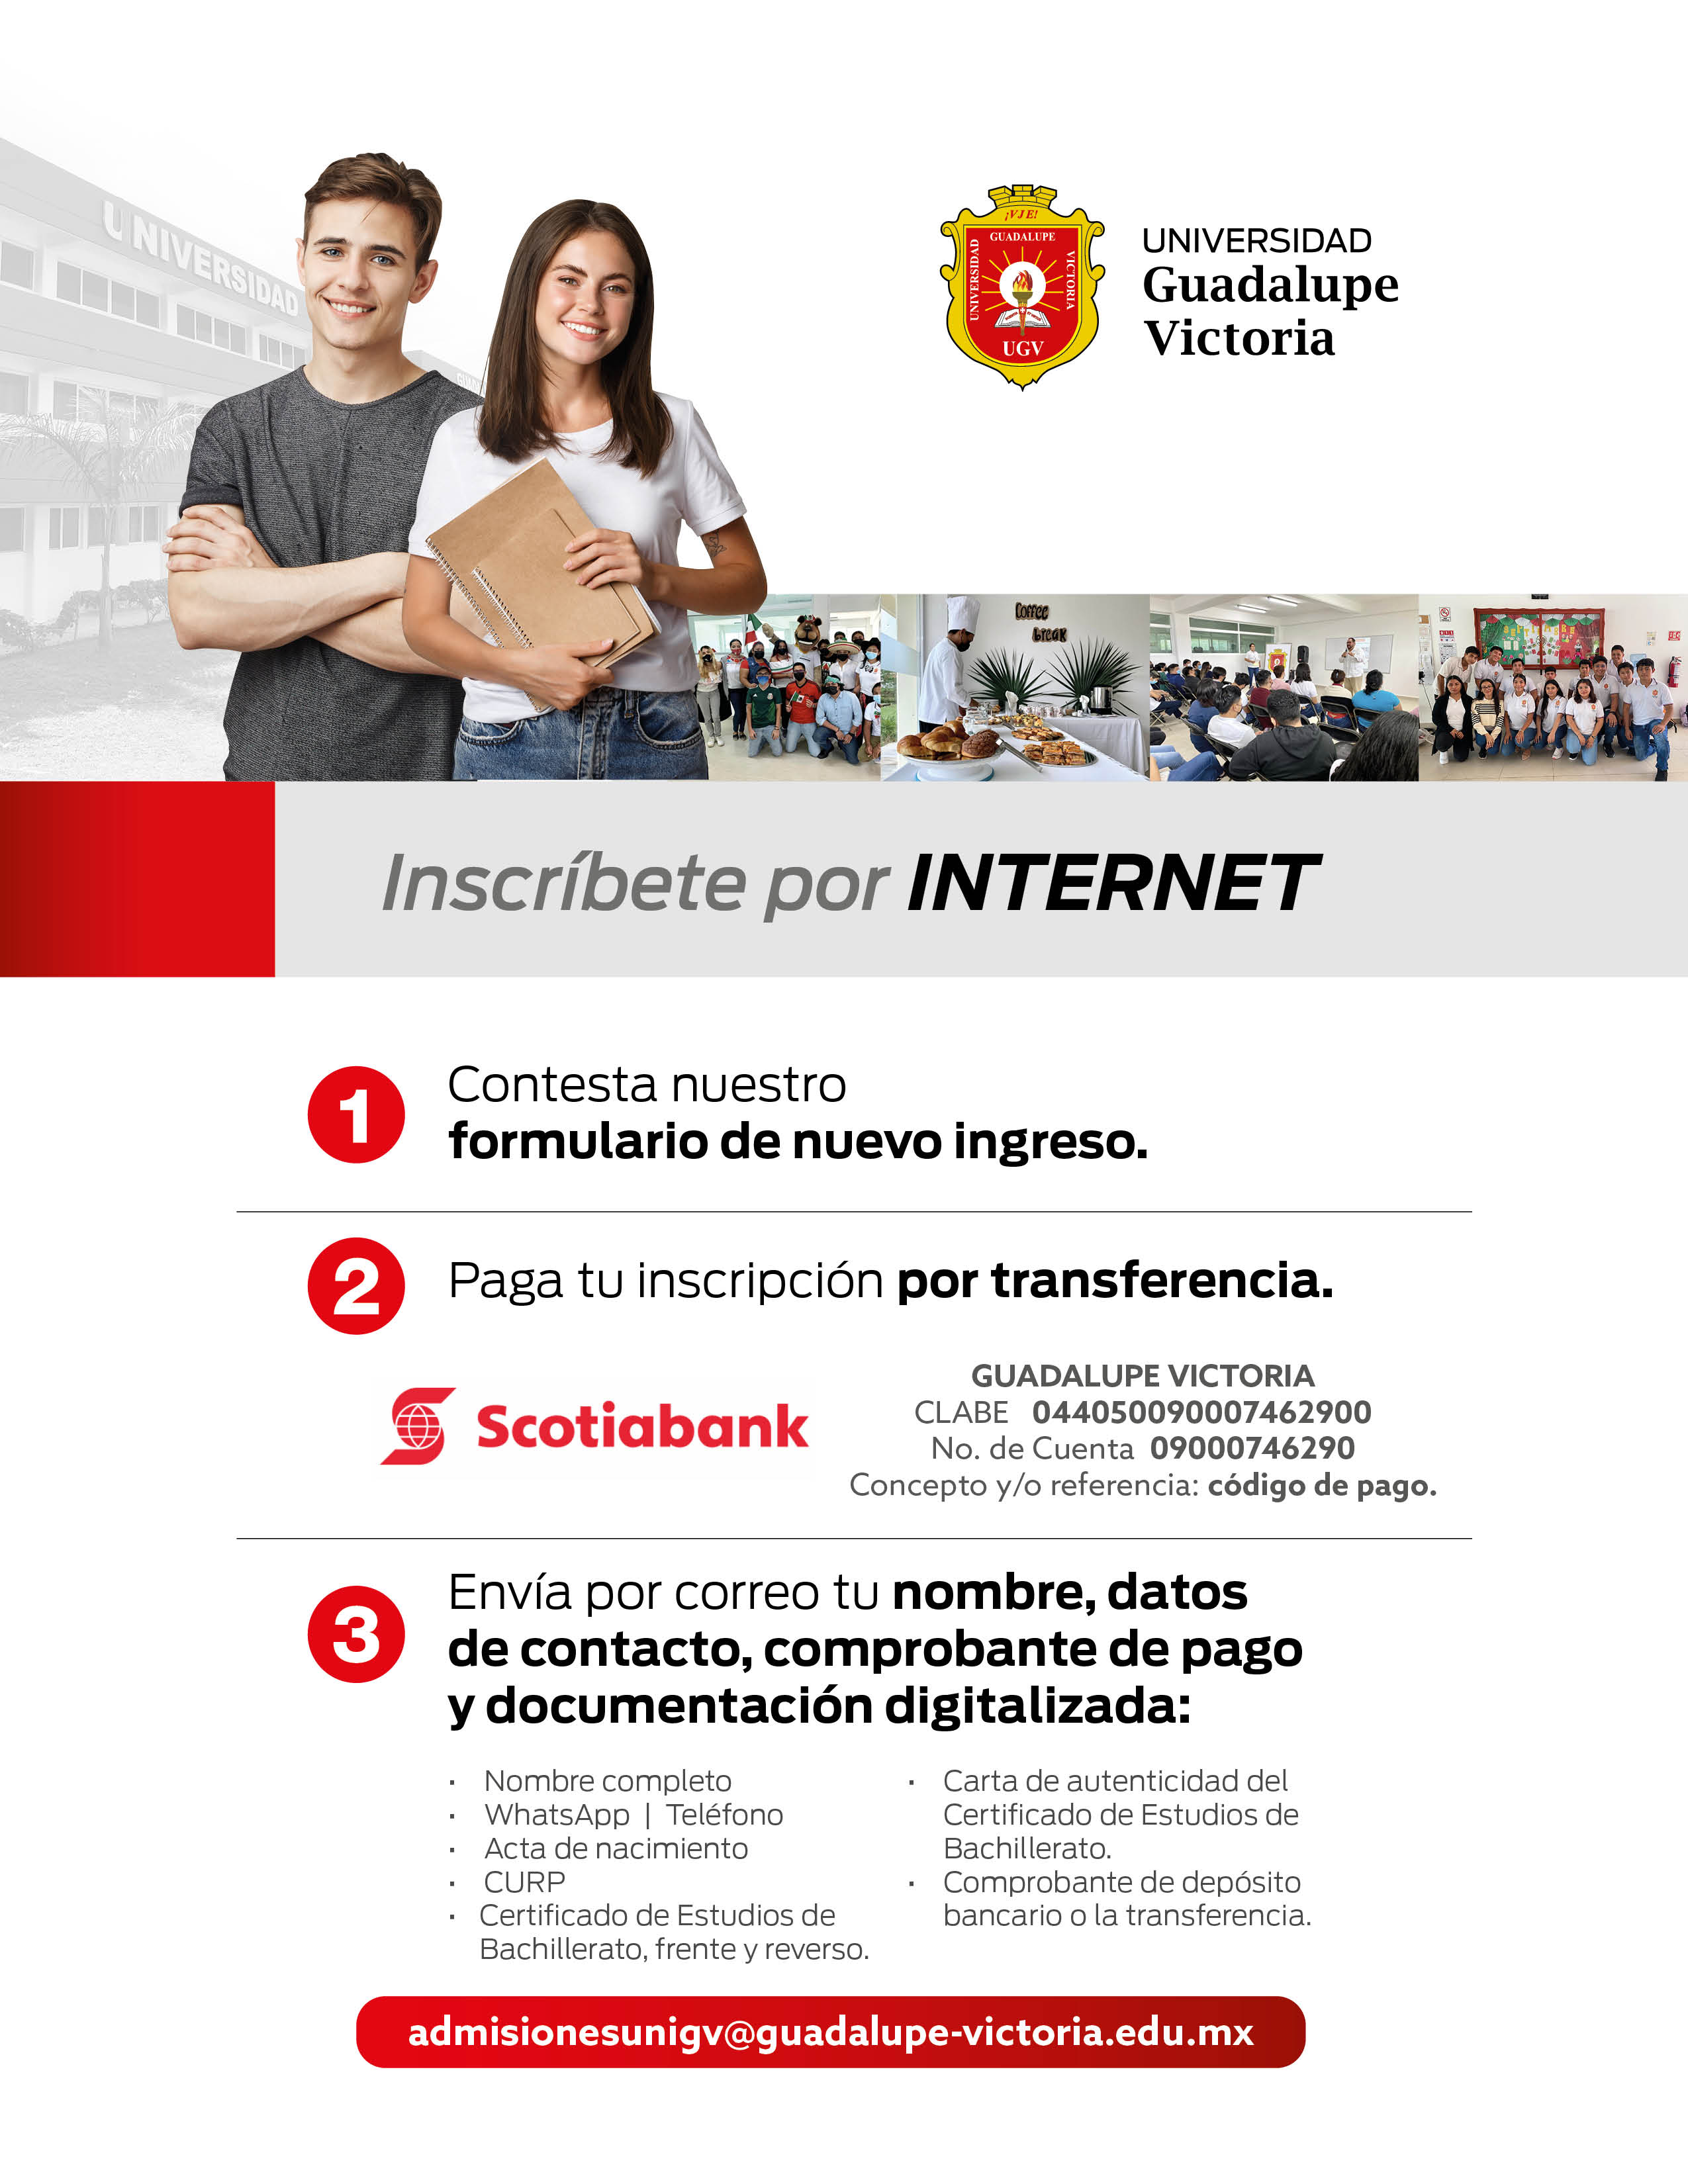 UNIVERSIDAD
¡VJE!
UNIVERSIDAD
GUADALUPE
VICTORIA
UGV
UNIVERSIDAD
Guadalupe
Victoria
Coffee
break
Inscríbete por INTERNET
1
Contesta nuestro
formulario de nuevo ingreso.
2
Paga tu inscripción por transferencia.
Scotiabank
GUADALUPE VICTORIA
CLABE 044050090007462900
No. de Cuenta 09000746290
Concepto y/o referencia: código de pago.
3
Envía por correo tu nombre, datos
de contacto, comprobante de pago
y documentación digitalizada:
· Nombre completo
· WhatsApp | Teléfono
· Acta de nacimiento
· CURP
· Certificado de Estudios de
Bachillerato, frente y reverso.
· Carta de autenticidad del
Certificado de Estudios de
Bachillerato.
· Comprobante de depósito
bancario o la transferencia.
admisionesunigv@guadalupe-victoria.edu.mx